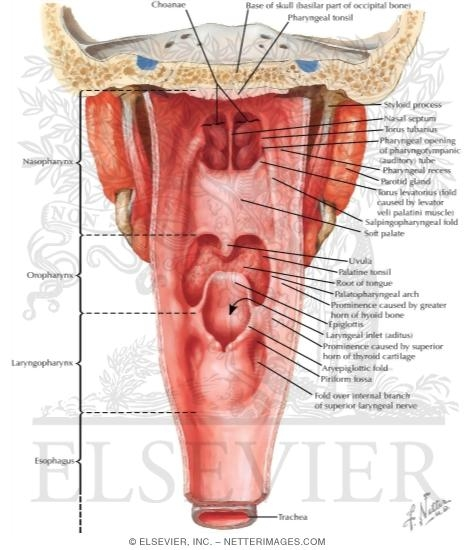 Choanae
Base of skull (basilar part of occipital bone)
Pharyngeal tonsil
Styloid process
Nasal septum
Torus tubarius
Pharyngeal opening
of pharyngotympanic
(auditory) tube
Pharyngeal recess
Parotid gland
Torus levatorius (fold
caused by levator
veli palatini muscle)
Salpingopharyngeal fold
Soft palate
Nasopharynx
Uvula
Palatine tonsil
Root of tongue
Palatopharyngeal arch
Prominence caused by greater
horn of hyoid bone
Epiglottis
Laryngeal inlet (aditus)
Prominence caused by superior
horn of thyroid cartilage
Aryepiglottic fold
Piriform fossa
Fold over internal branch
of superior laryngeal nerve
Oropharynx
Laryngopharynx
Esophagus
Trachea
ELSEVIER
F. Netter
M.D.
© ELSEVIER, INC. – NETTERIMAGES.COM